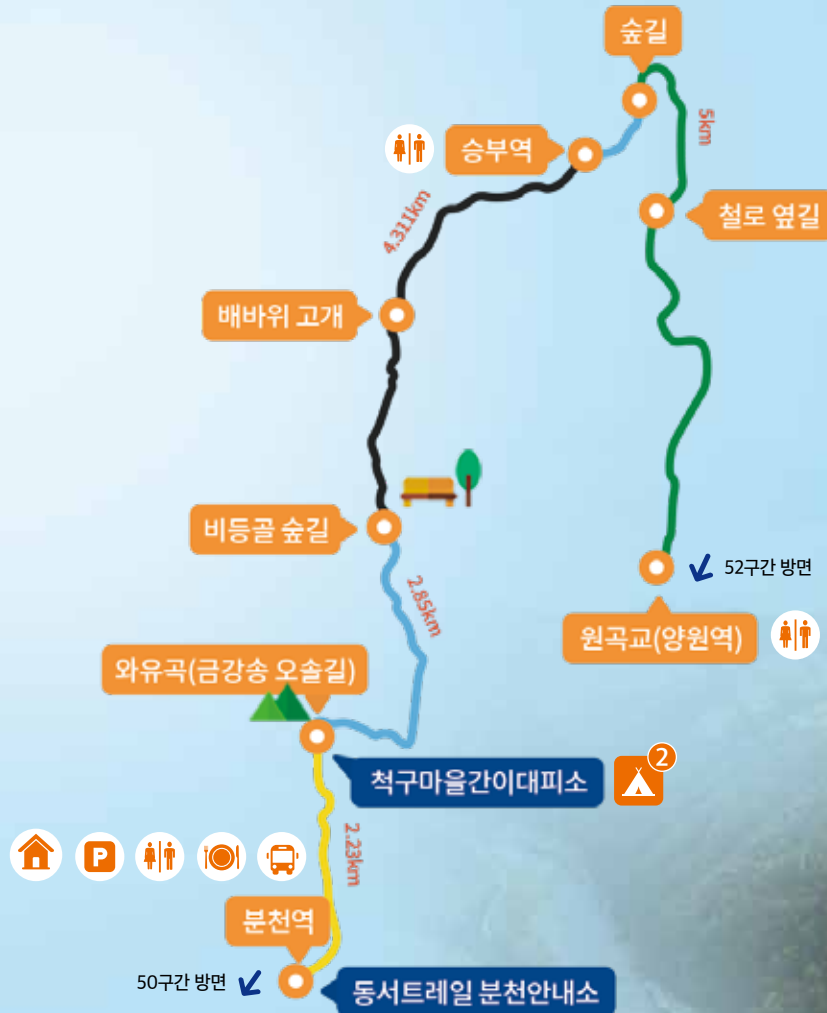 숲길
5km
승부역
철로 옆길
4.311km
배바위 고개
비등골 숲길
52구간 방면
2.85km
원곡교(양원역)
와유곡(금강송 오솔길)
2
척구마을간이대피소
P
2.23km
분천역
50구간 방면
동서트레일 분천안내소